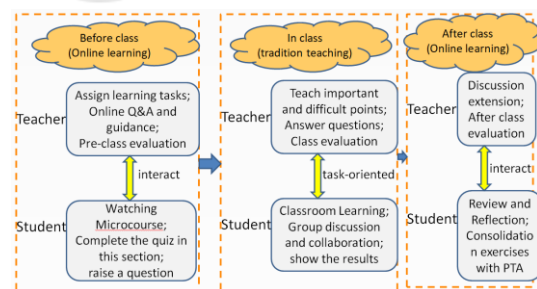 Before class
(Online learning)
Teacher
Assign learning tasks;
Online Q&A and
guidance;
Pre-class evaluation
interact
Student
Watching
Microcourse;
Complete the quiz in
this section;
raise a question
In class
(tradition teaching)
Teacher
Teach important
and difficult points;
Answer questions;
Class evaluation
task-oriented
Student
Classroom Learning;
Group discussion
and collaboration;
show the results
After class
(Online learning)
Teacher
Discussion
extension;
After class
evaluation
interact
Student
Review and
Reflection;
Consolidatio
n exercises
with PTA